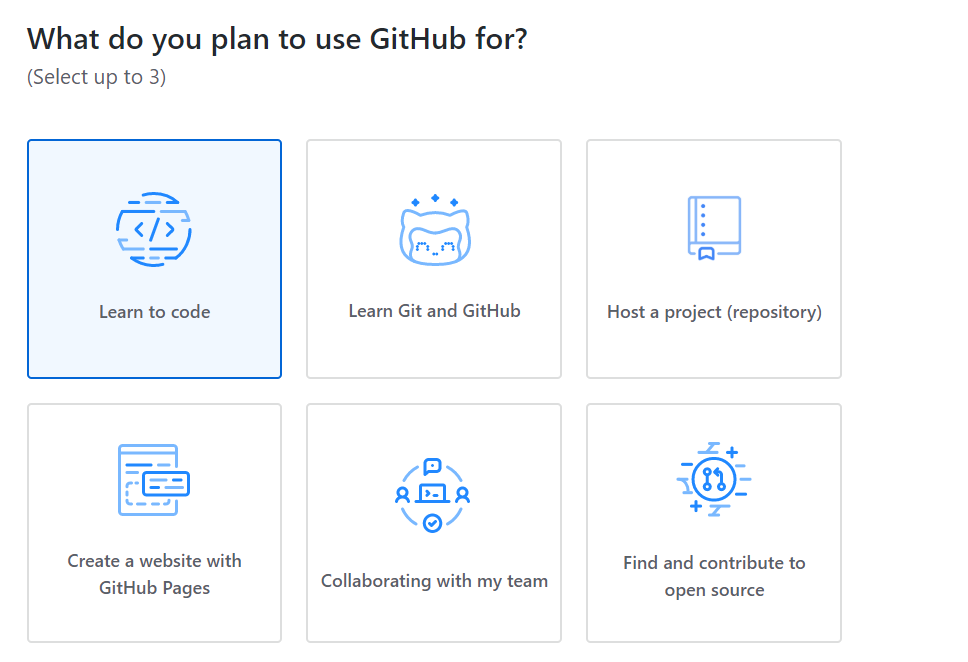 What do you plan to use GitHub for?
(Select up to 3)
Learn to code
Learn Git and GitHub
Host a project (repository)
Create a website with
GitHub Pages
Collaborating with my team
Find and contribute to
open source